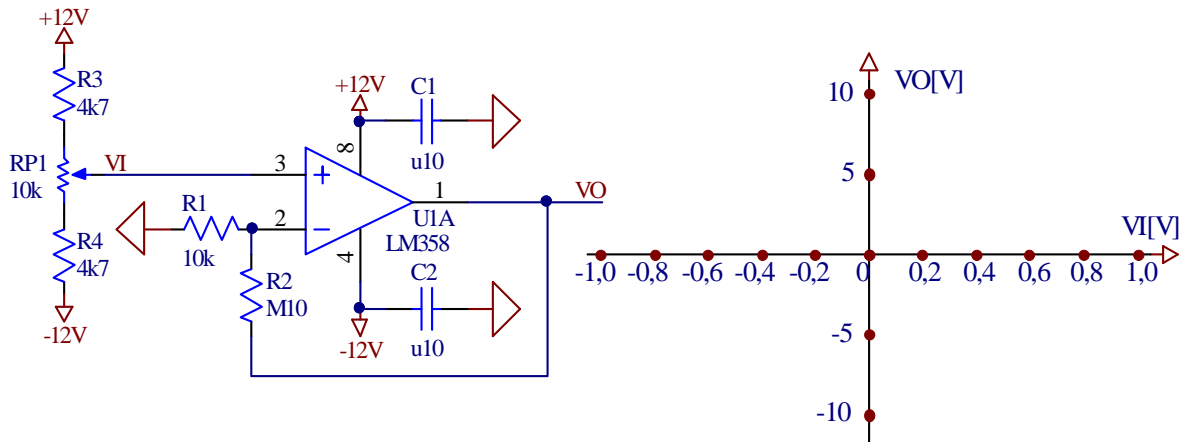 +12V
R3
4k7
RP1
10k
VI
R4
4k7
-12V
R1
10k
3
2
+12V
8
C1
u10
1
U1A
LM358
4
C2
u10
-12V
R2
M10
VO
VO[V]
10
5
VI[V]
-1,0 -0,8 -0,6 -0,4 -0,2 0 0,2 0,4 0,6 0,8 1,0
-5
-10